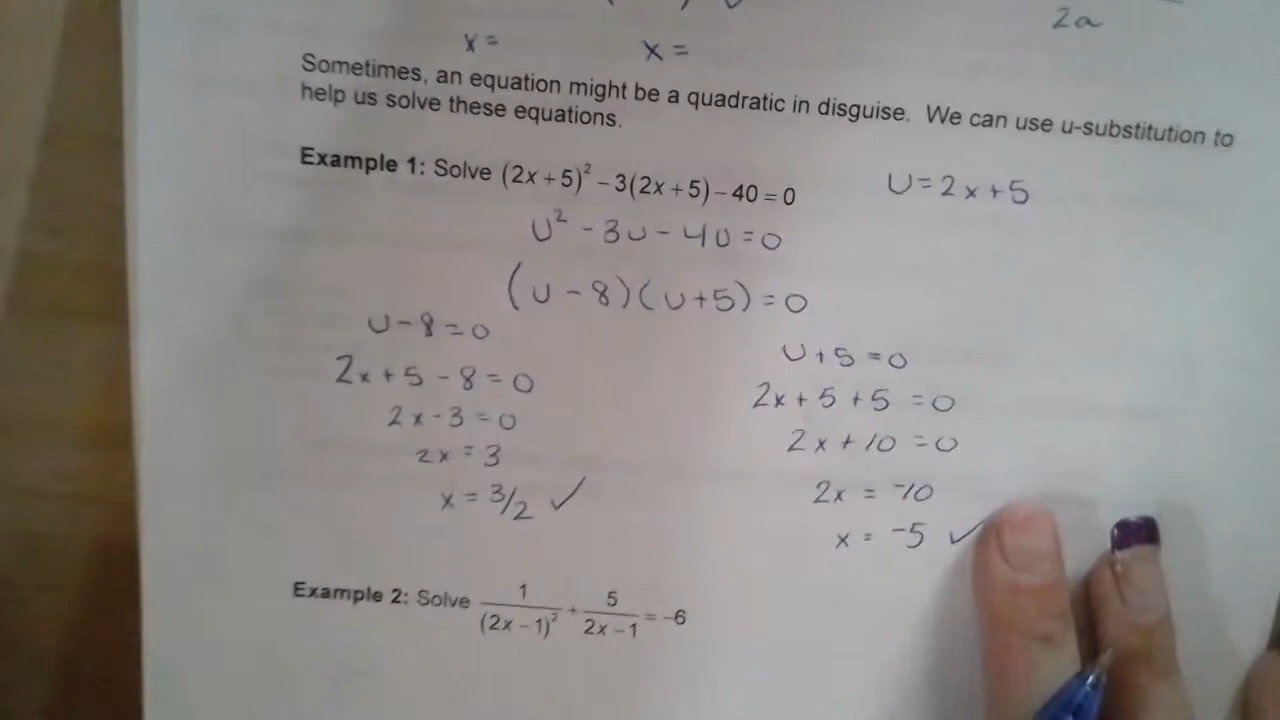 2a
x =
x =
Sometimes, an equation might be a quadratic in disguise. We can use u-substitution to
help us solve these equations.
Example 1: Solve (2x + 5)² − 3(2x + 5) − 40 = 0
U = 2x + 5
U² - 3u - 40 = 0
(u - 8)(u + 5) = 0
u - 8 = 0
2x + 5 - 8 = 0
2x - 3 = 0
2x = 3
x = 3/2 ✓
u + 5 = 0
2x + 5 + 5 = 0
2x + 10 = 0
2x = -10
x = -5 ✓
Example 2: Solve 1/(2x − 1)² + 5/(2x − 1) = −6